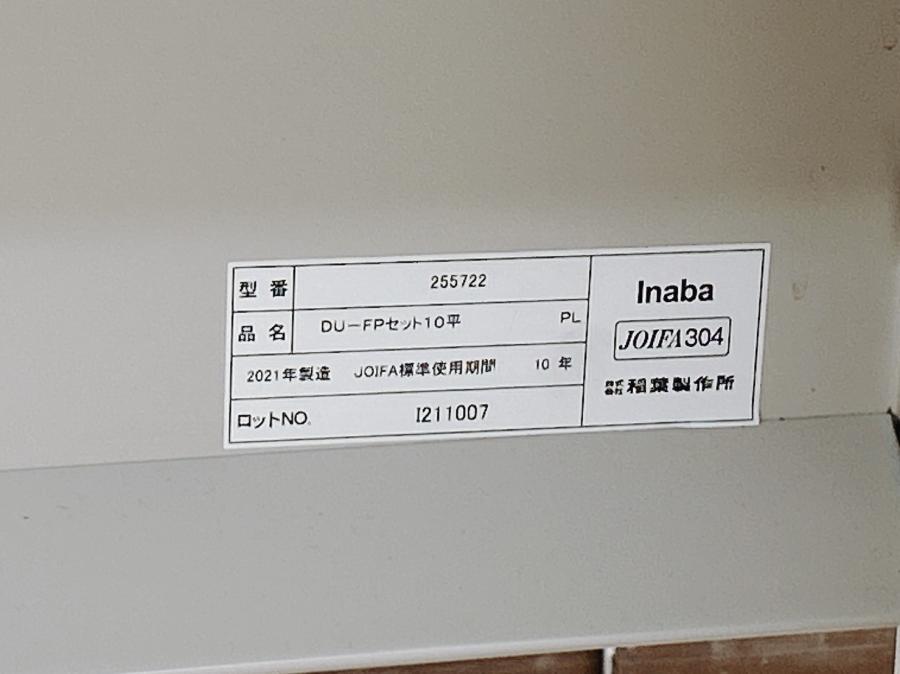 型番 255722
品名 DU-FPセット10平 PL
2021年製造 JOIFA標準使用期間 10年
ロットNO. I211007
Inaba
JOIFA304
株式会社 稲葉製作所